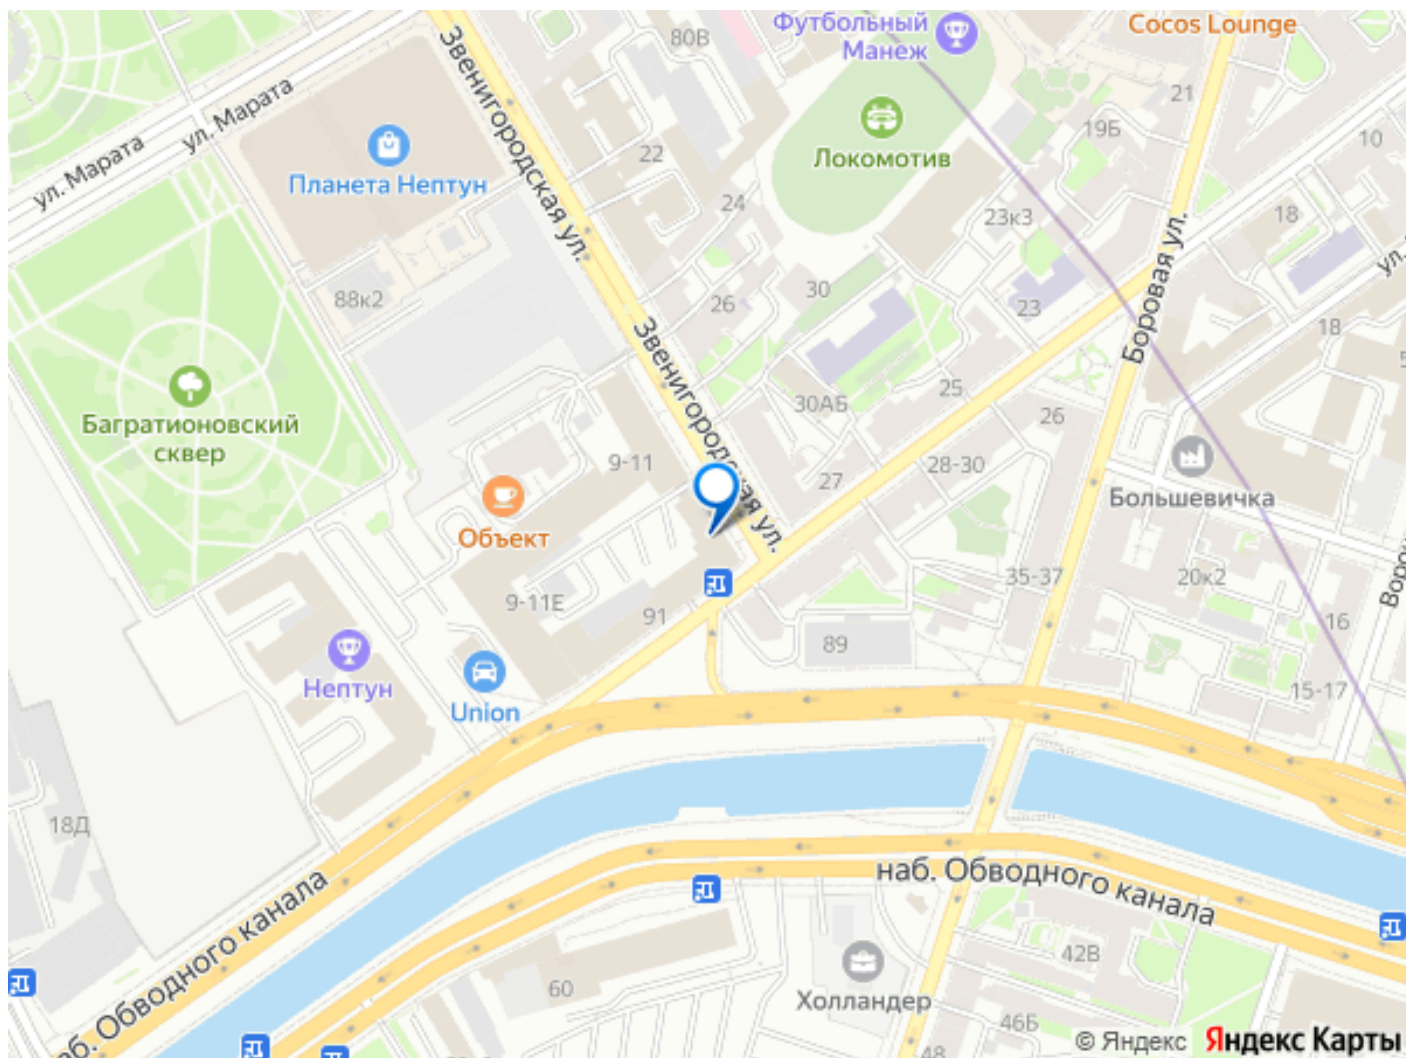 Футбольный
Манеж
Cocos Lounge
80В
21
19Б
10
ул. Марата
ул. Марата
Звенигородская ул.
Локомотив
22
Планета Нептун
24
23к3
18
Боровая ул.
ул.
88к2
26
30
23
18
Звенигородская ул.
25
26
30АБ
Багратионовский
сквер
9-11
28-30
27
Большевичка
Объект
35-37
20к2
9-11Е
91
89
16
Нептун
15-17
Union
18Д
наб. Обводного канала
наб. Обводного канала
42В
60
Холландер
46Б
48
© Яндекс Яндекс Карты